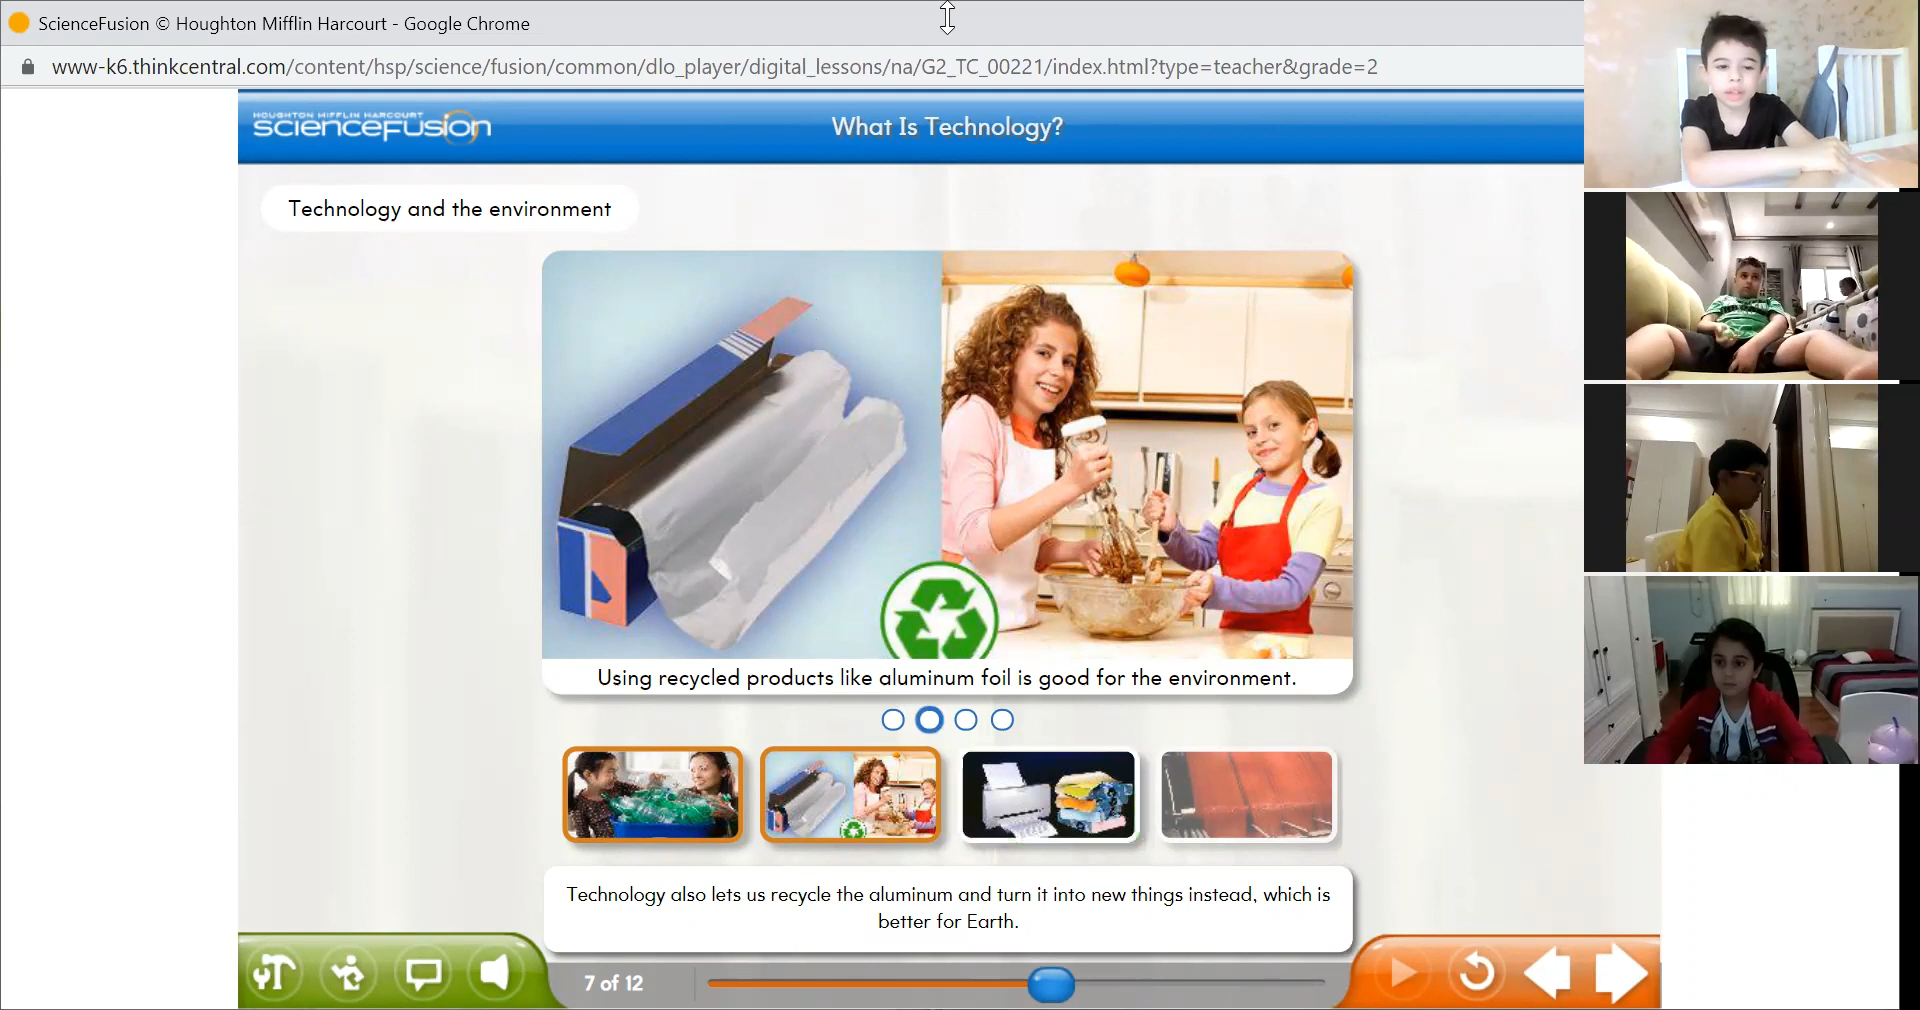 ScienceFusion © Houghton Mifflin Harcourt - Google Chrome
www-k6.thinkcentral.com/content/hsp/science/fusion/common/dlo_player/digital_lessons/na/G2_TC_00221/index.html?type=teacher&grade=2
HOUGHTON MIFFLIN HARCOURT
scienceFusion
What Is Technology?
Technology and the environment
Using recycled products like aluminum foil is good for the environment.
Technology also lets us recycle the aluminum and turn it into new things instead, which is
better for Earth.
7 of 12